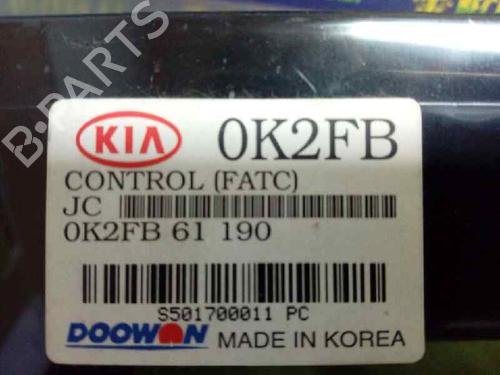 KIA 0K2FB
CONTROL (FATC)
JC
0K2FB 61 190
S501700011 PC
DOOWON MADE IN KOREA
B-PARTS